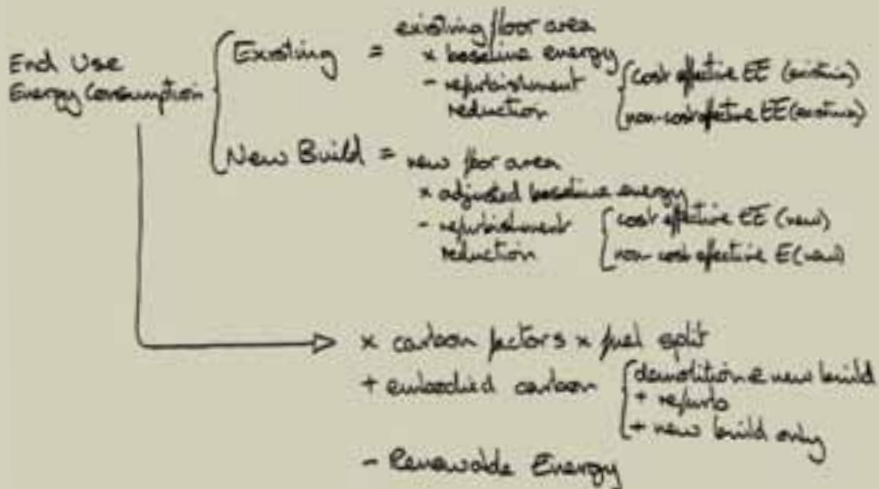 End Use
Energy Consumption
Existing =
existing floor area
× baseline energy
- refurbishment
reduction
cost effective EE (existing)
non-cost effective EE (existing)
New Build =
new floor area
× adjusted baseline energy
- refurbishment
reduction
cost effective EE (new)
non-cost effective E (new)
× carbon factors × fuel split
+ embodied carbon
demolition e new build
+ refurb
+ new build only
- Renewable Energy